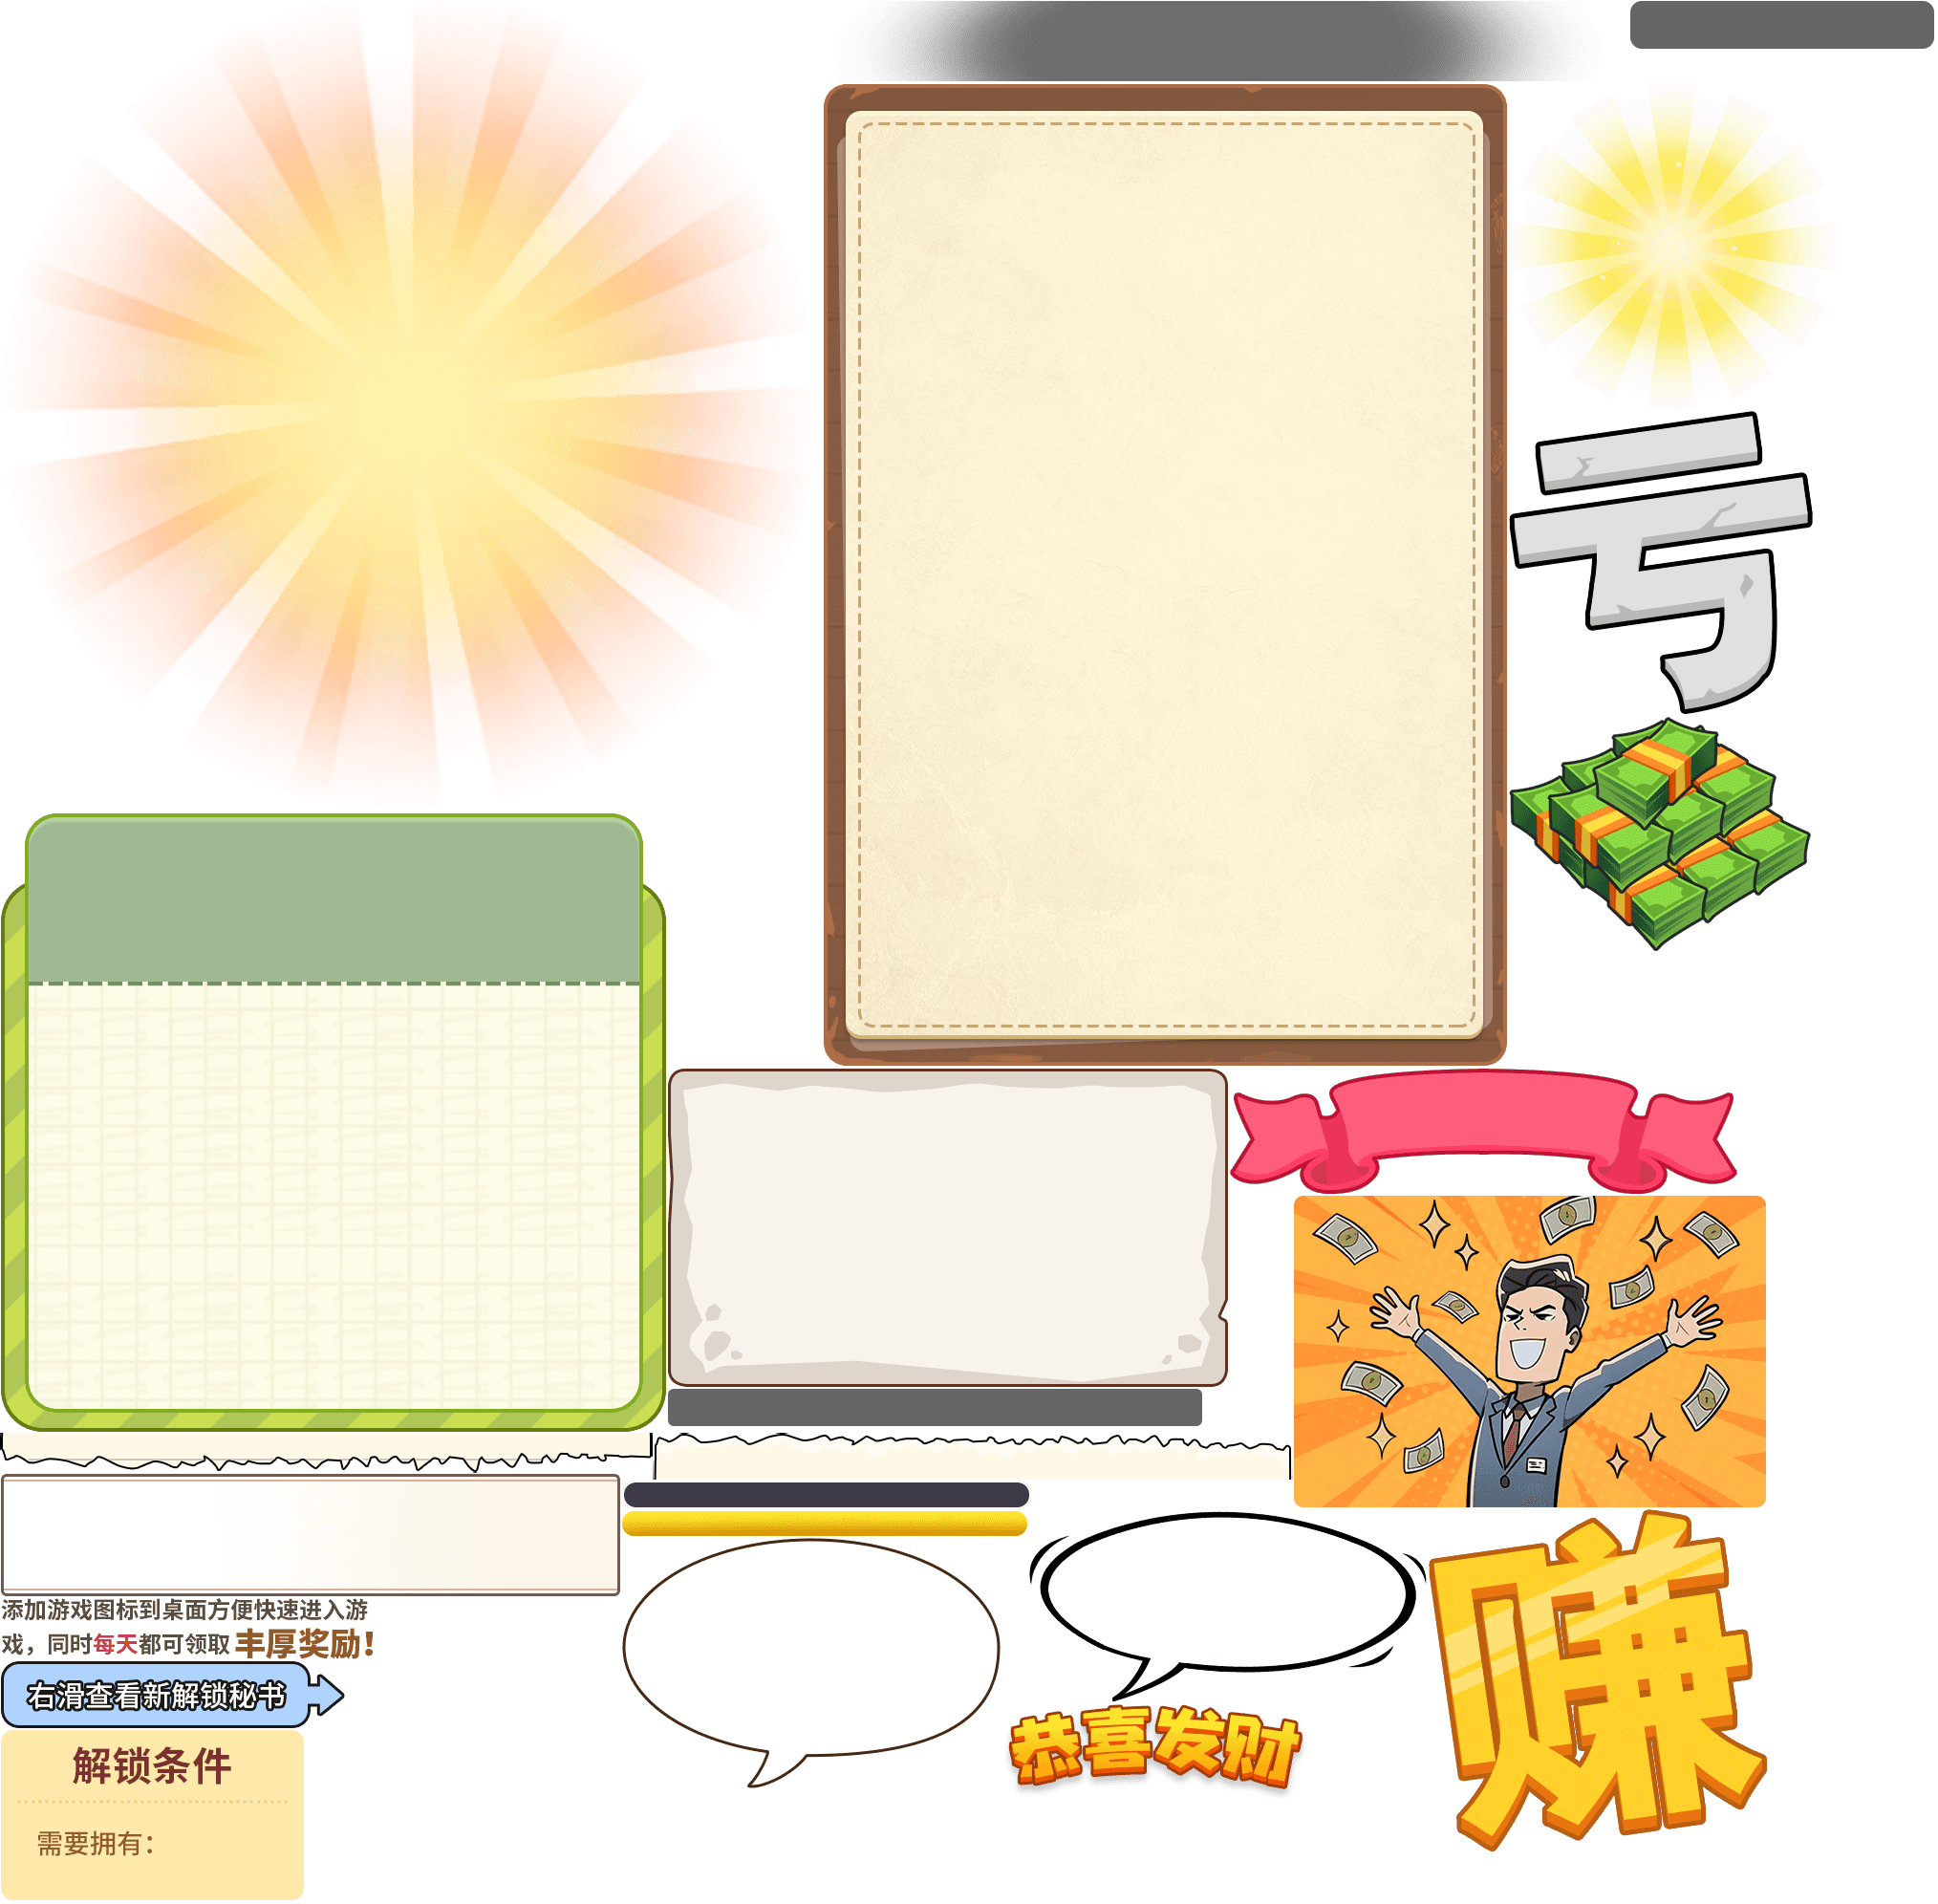 亏
添加游戏图标到桌面方便快速进入游
戏，同时每天都可领取 丰厚奖励！
右滑查看新解锁秘书
解锁条件
需要拥有：
恭喜发财
赚